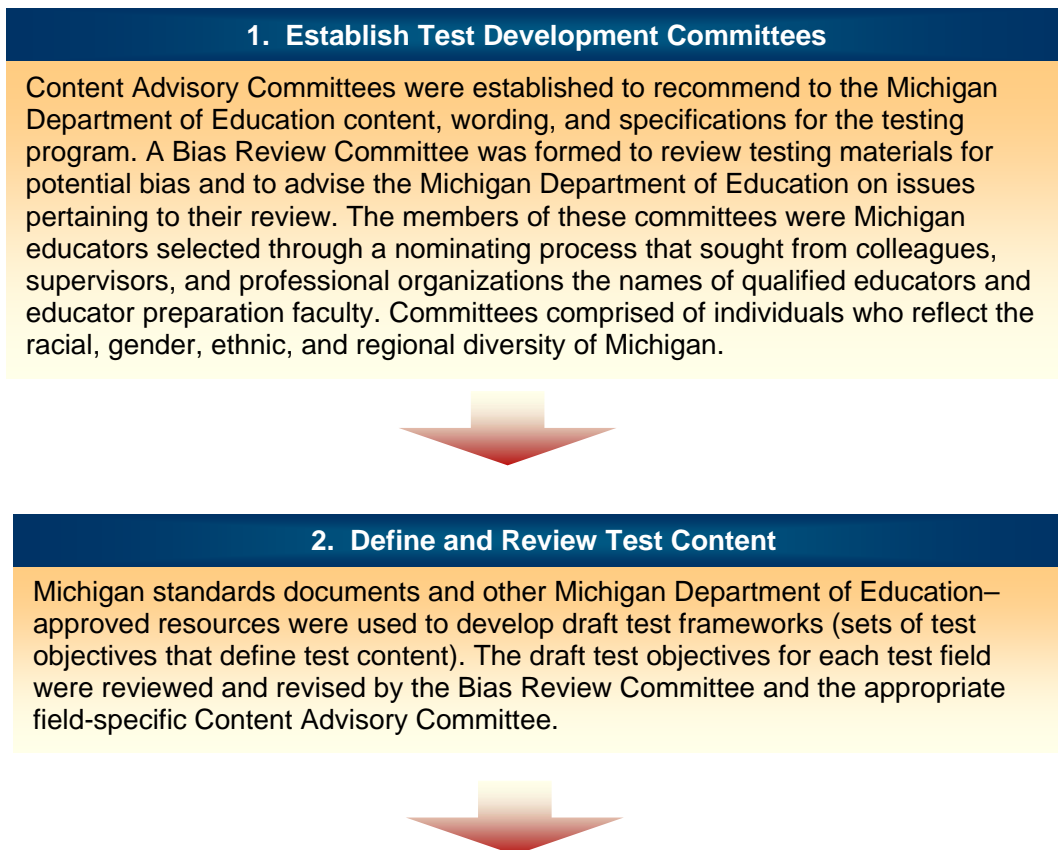 1. Establish Test Development Committees
Content Advisory Committees were established to recommend to the Michigan
Department of Education content, wording, and specifications for the testing
program. A Bias Review Committee was formed to review testing materials for
potential bias and to advise the Michigan Department of Education on issues
pertaining to their review. The members of these committees were Michigan
educators selected through a nominating process that sought from colleagues,
supervisors, and professional organizations the names of qualified educators and
educator preparation faculty. Committees comprised of individuals who reflect the
racial, gender, ethnic, and regional diversity of Michigan.
2. Define and Review Test Content
Michigan standards documents and other Michigan Department of Education–
approved resources were used to develop draft test frameworks (sets of test
objectives that define test content). The draft test objectives for each test field
were reviewed and revised by the Bias Review Committee and the appropriate
field-specific Content Advisory Committee.